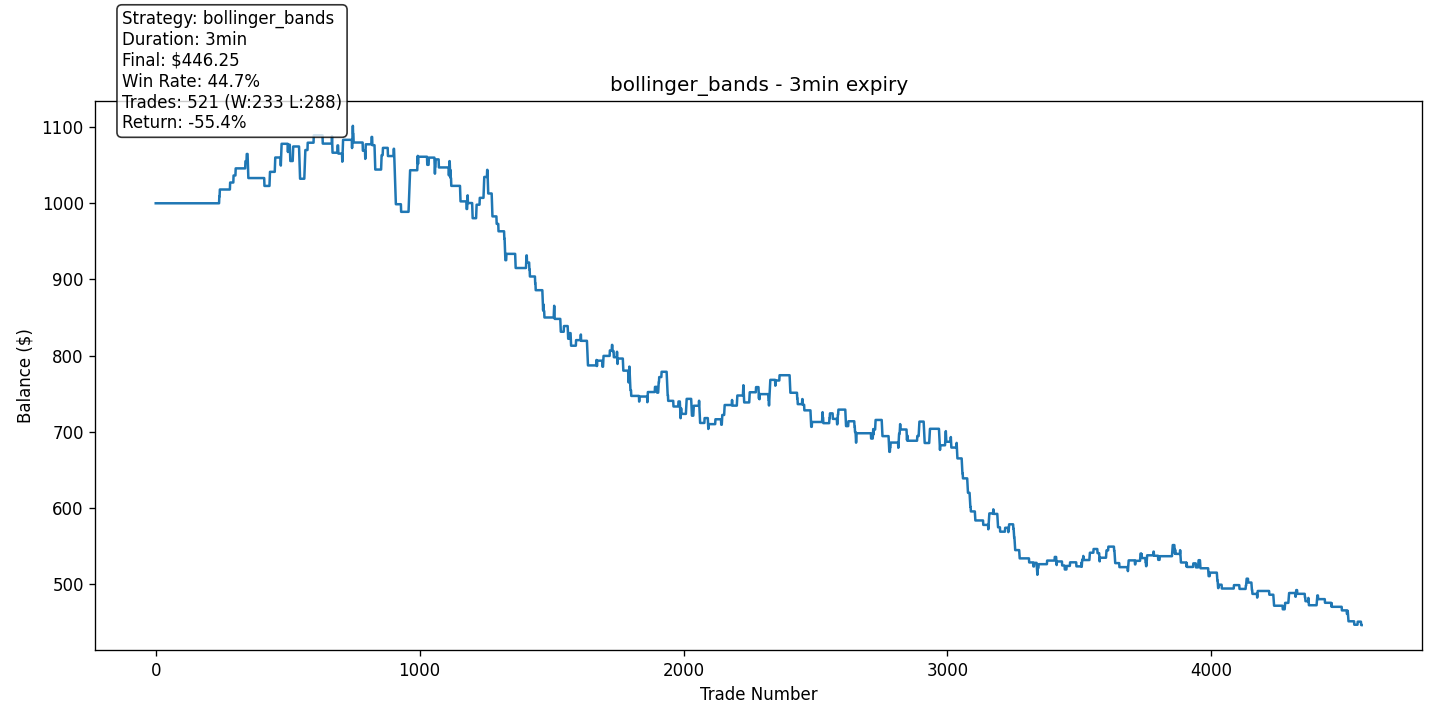 Strategy: bollinger_bands
Duration: 3min
Final: $446.25
Win Rate: 44.7%
Trades: 521 (W:233 L:288)
Return: -55.4%
bollinger_bands - 3min expiry
Balance ($)
1100
1000
900
800
700
600
500
0 1000 2000 3000 4000
Trade Number